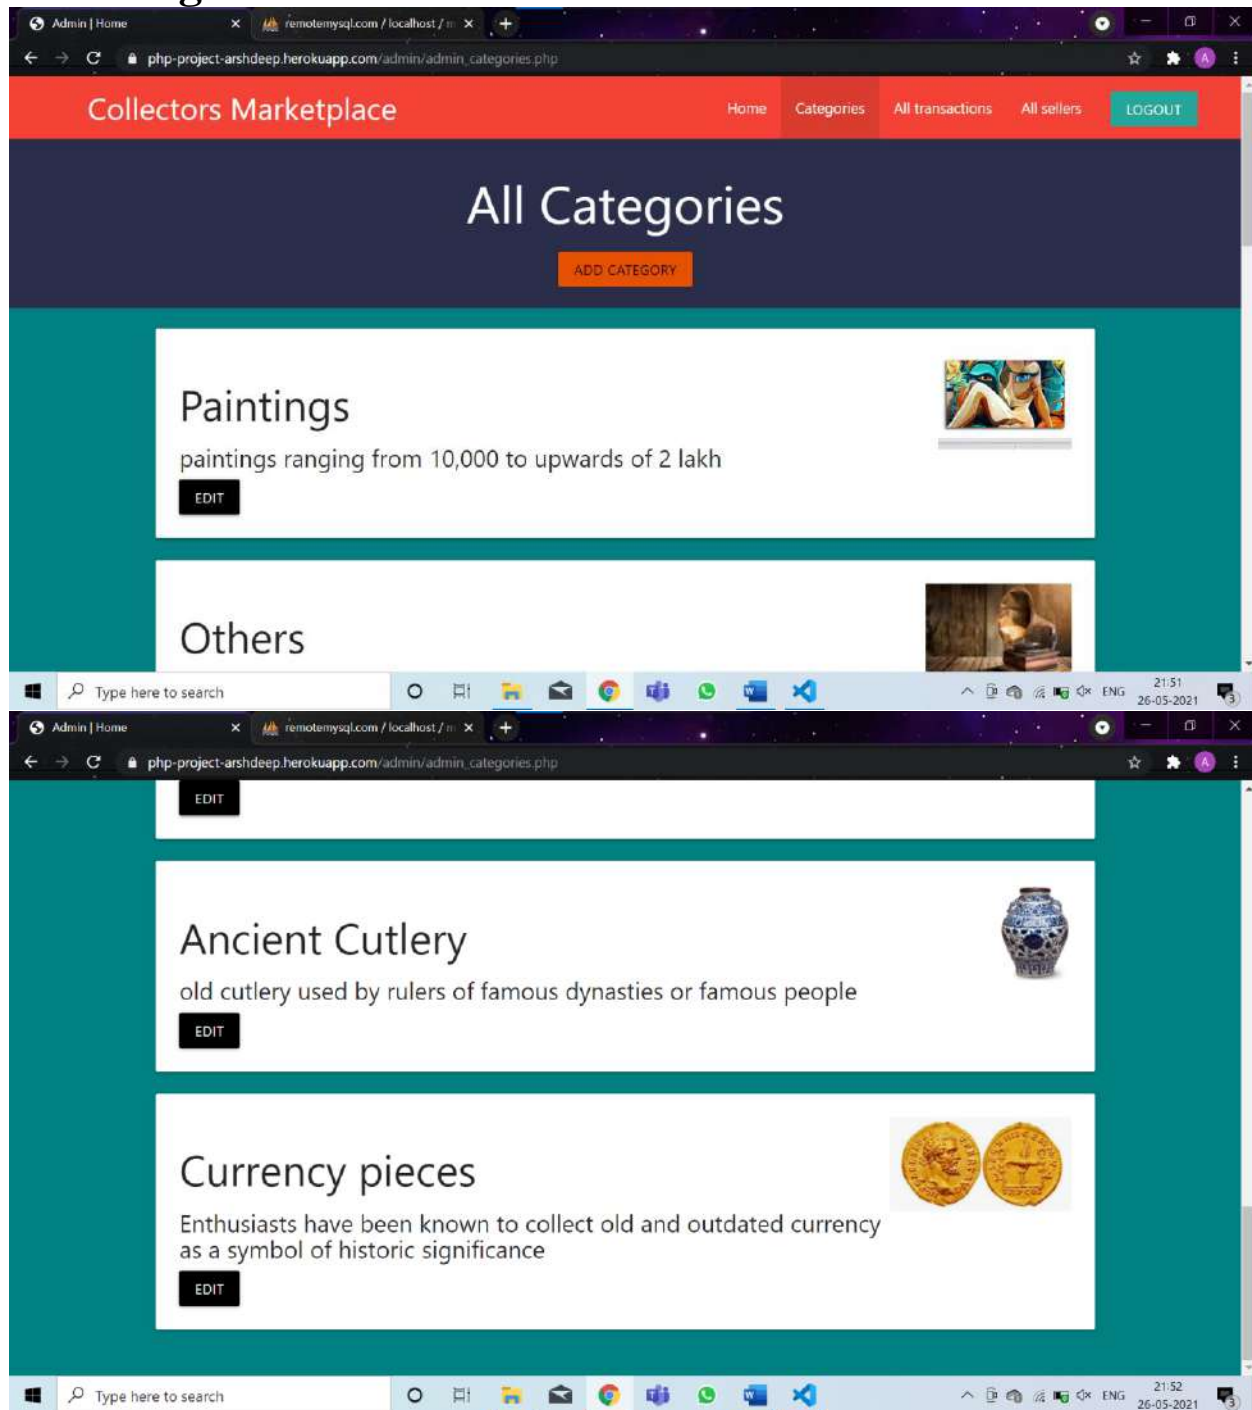 Admin | Home
remotemysql.com / localhost / m
php-project-arshdeep.herokuapp.com/admin/admin_categories.php
A
Collectors Marketplace
Home
Categories
All transactions
All sellers
LOGOUT
All Categories
ADD CATEGORY
Paintings
paintings ranging from 10,000 to upwards of 2 lakh
EDIT
Others
Type here to search
ENG
21:51
26-05-2021
3
Admin | Home
remotemysql.com / localhost / m
php-project-arshdeep.herokuapp.com/admin/admin_categories.php
A
EDIT
Ancient Cutlery
old cutlery used by rulers of famous dynasties or famous people
EDIT
Currency pieces
Enthusiasts have been known to collect old and outdated currency
as a symbol of historic significance
EDIT
Type here to search
ENG
21:52
26-05-2021
3